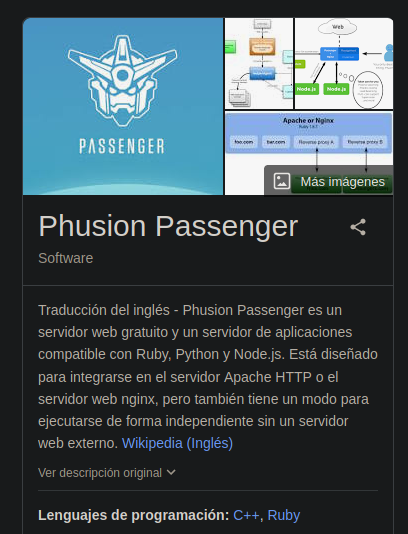 PASSENGER
Web
Node.js
Node.js
Apache or Nginx
foo.com
bar.com
Reverse proxy A
Reverse proxy B
Más imágenes
Phusion Passenger
Software
Traducción del inglés - Phusion Passenger es un
servidor web gratuito y un servidor de aplicaciones
compatible con Ruby, Python y Node.js. Está diseñado
para integrarse en el servidor Apache HTTP o el
servidor web nginx, pero también tiene un modo para
ejecutarse de forma independiente sin un servidor
web externo. Wikipedia (Inglés)
Ver descripción original
Lenguajes de programación: C++, Ruby